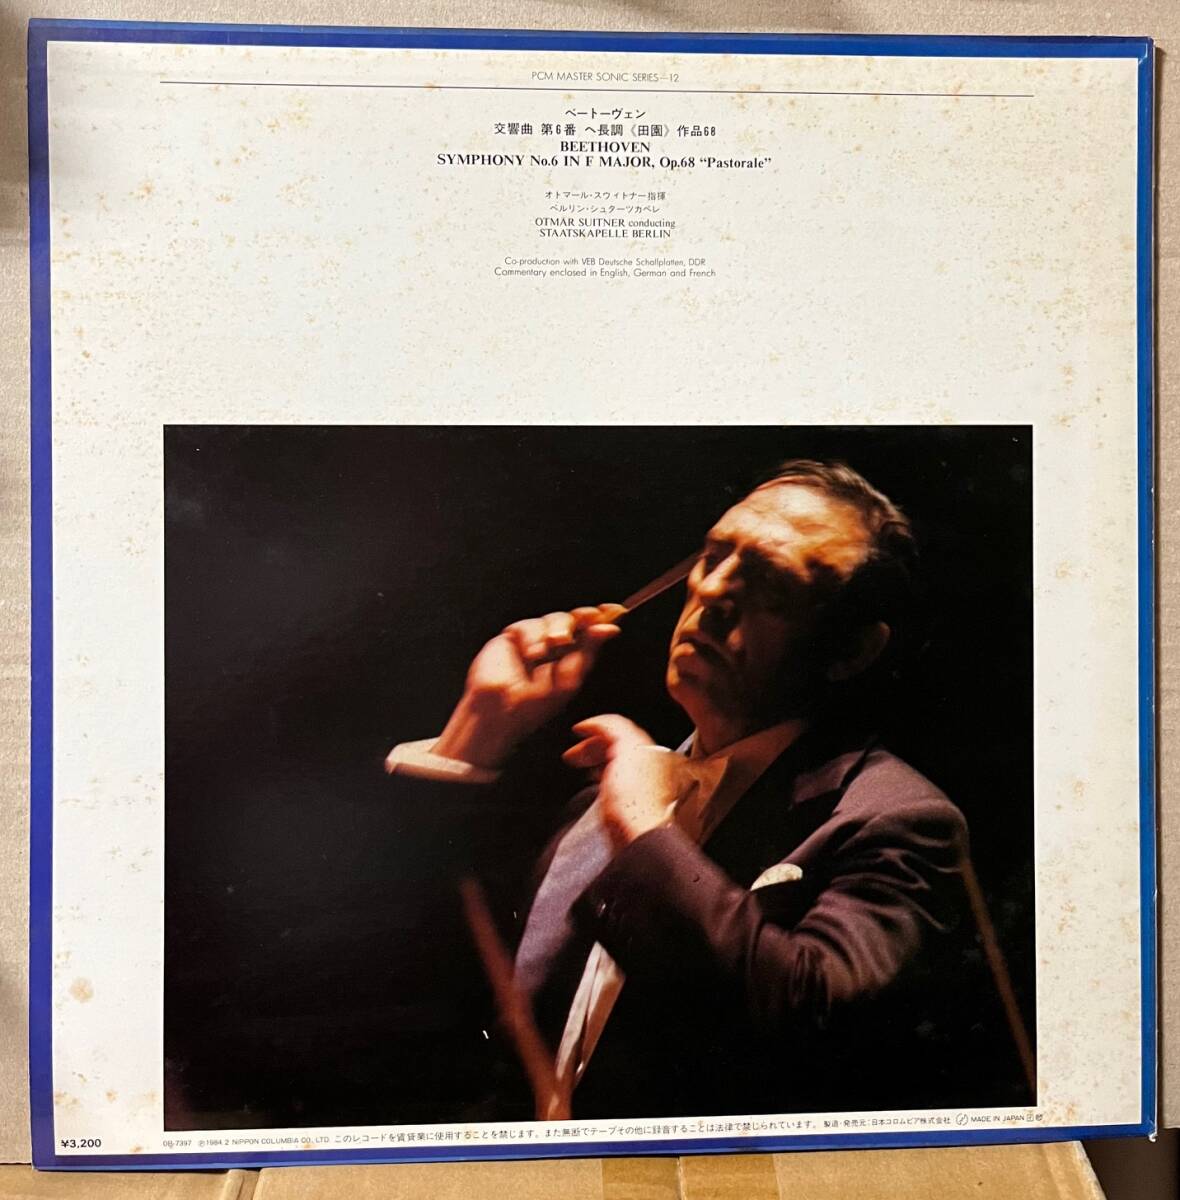 PCM MASTER SONIC SERIES—12
ベートーヴェン
交響曲 第6番 ヘ長調《田園》作品68
BEETHOVEN
SYMPHONY No.6 IN F MAJOR, Op.68 “Pastorale”
オトマール・スウィトナー指揮
ベルリン・シュターツカペレ
OTMAR SUITNER conducting
STAATSKAPELLE BERLIN
Co-production with VEB Deutsche Schallplatten, DDR
Commentary enclosed in English, German and French
¥3,200
OB-7397 ℗1984.2 NIPPON COLUMBIA CO., LTD. このレコードを賃貸業に使用することを禁じます。また無断でテープその他に録音することは法律で禁じられています。 製造・発売元:日本コロムビア株式会社 MADE IN JAPAN